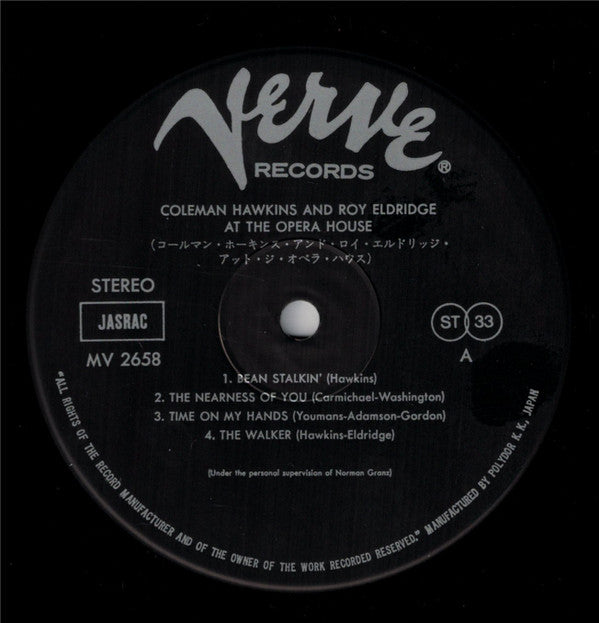 VERVE
RECORDS ®
COLEMAN HAWKINS AND ROY ELDRIDGE
AT THE OPERA HOUSE
(コールマン・ホーキンス・アンド・ロイ・エルドリッジ・
アット・ジ・オペラ・ハウス)
STEREO
JASRAC
MV 2658
ST 33
A
1. BEAN STALKIN' (Hawkins)
2. THE NEARNESS OF YOU (Carmichael-Washington)
3. TIME ON MY HANDS (Youmans-Adamson-Gordon)
4. THE WALKER (Hawkins-Eldridge)
(Under the personal supervision of Norman Granz)
"ALL RIGHTS OF THE RECORD MANUFACTURER AND OF THE OWNER OF THE WORK RECORDED RESERVED." MANUFACTURED BY POLYDOR K. K., JAPAN